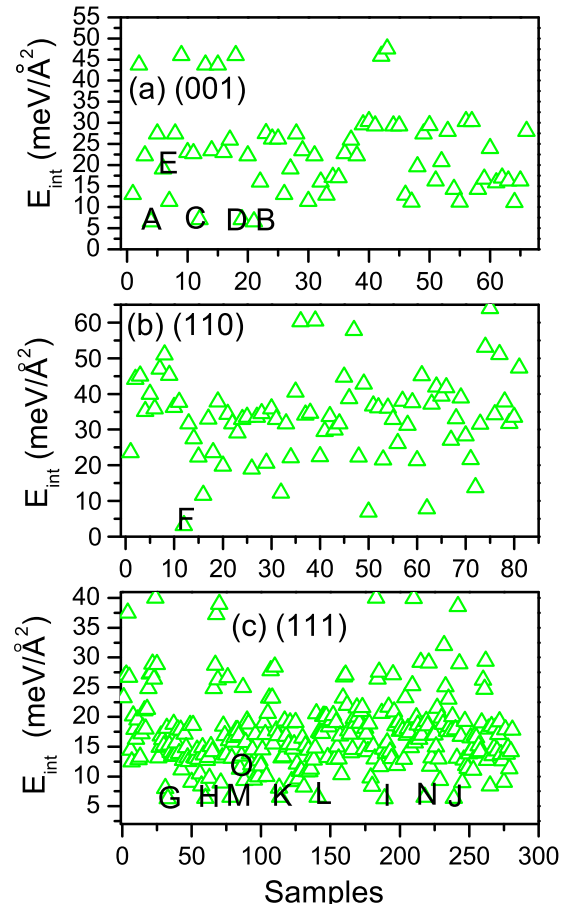 55
50
45
40
35
30
25
20
15
10
5
0
E_int (meV/Å²)
(a) (001)
E
A C D B
0 10 20 30 40 50 60
60
50
40
30
20
10
0
E_int (meV/Å²)
(b) (110)
F
0 10 20 30 40 50 60 70 80
40
35
30
25
20
15
10
5
E_int (meV/Å²)
(c) (111)
O
G H M K L I N J
0 50 100 150 200 250 300
Samples